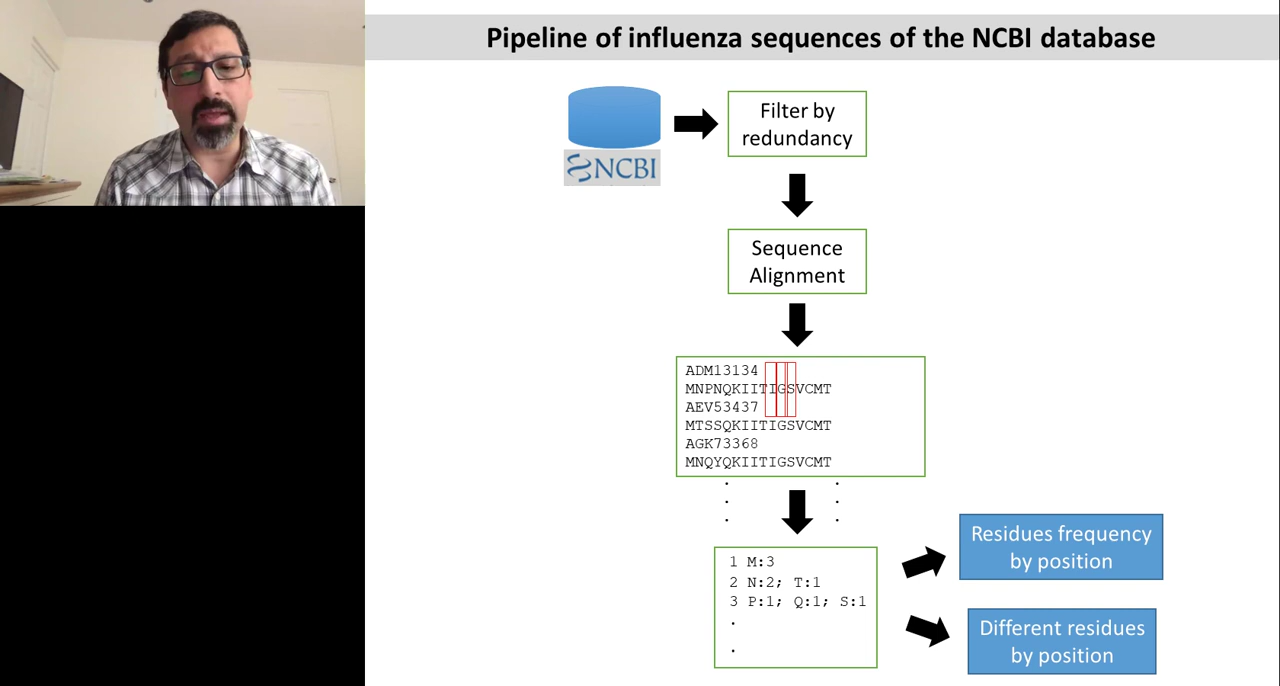 Pipeline of influenza sequences of the NCBI database
NCBI
Filter by
redundancy
Sequence
Alignment
ADM13134
MNPNQKIITIGSVCMT
AEV53437
MTSSQKIITIGSVCMT
AGK73368
MNQYQKIITIGSVCMT
1 M:3
2 N:2; T:1
3 P:1; Q:1; S:1
.
.
Residues frequency
by position
Different residues
by position